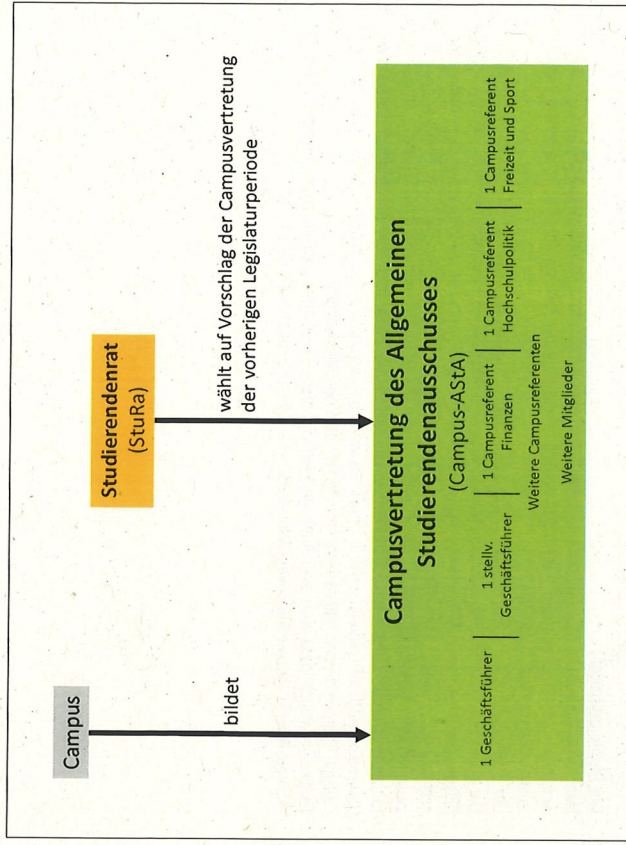 Campus
bildet
Studierendenrat
(StuRa)
wählt auf Vorschlag der Campusvertretung
der vorherigen Legislaturperiode
Campusvertretung des Allgemeinen
Studierendenausschusses
(Campus-AStA)
1 Geschäftsführer
1 stellv.
Geschäftsführer
1 Campusreferent
Finanzen
1 Campusreferent
Hochschulpolitik
1 Campusreferent
Freizeit und Sport
Weitere Campusreferenten
Weitere Mitglieder